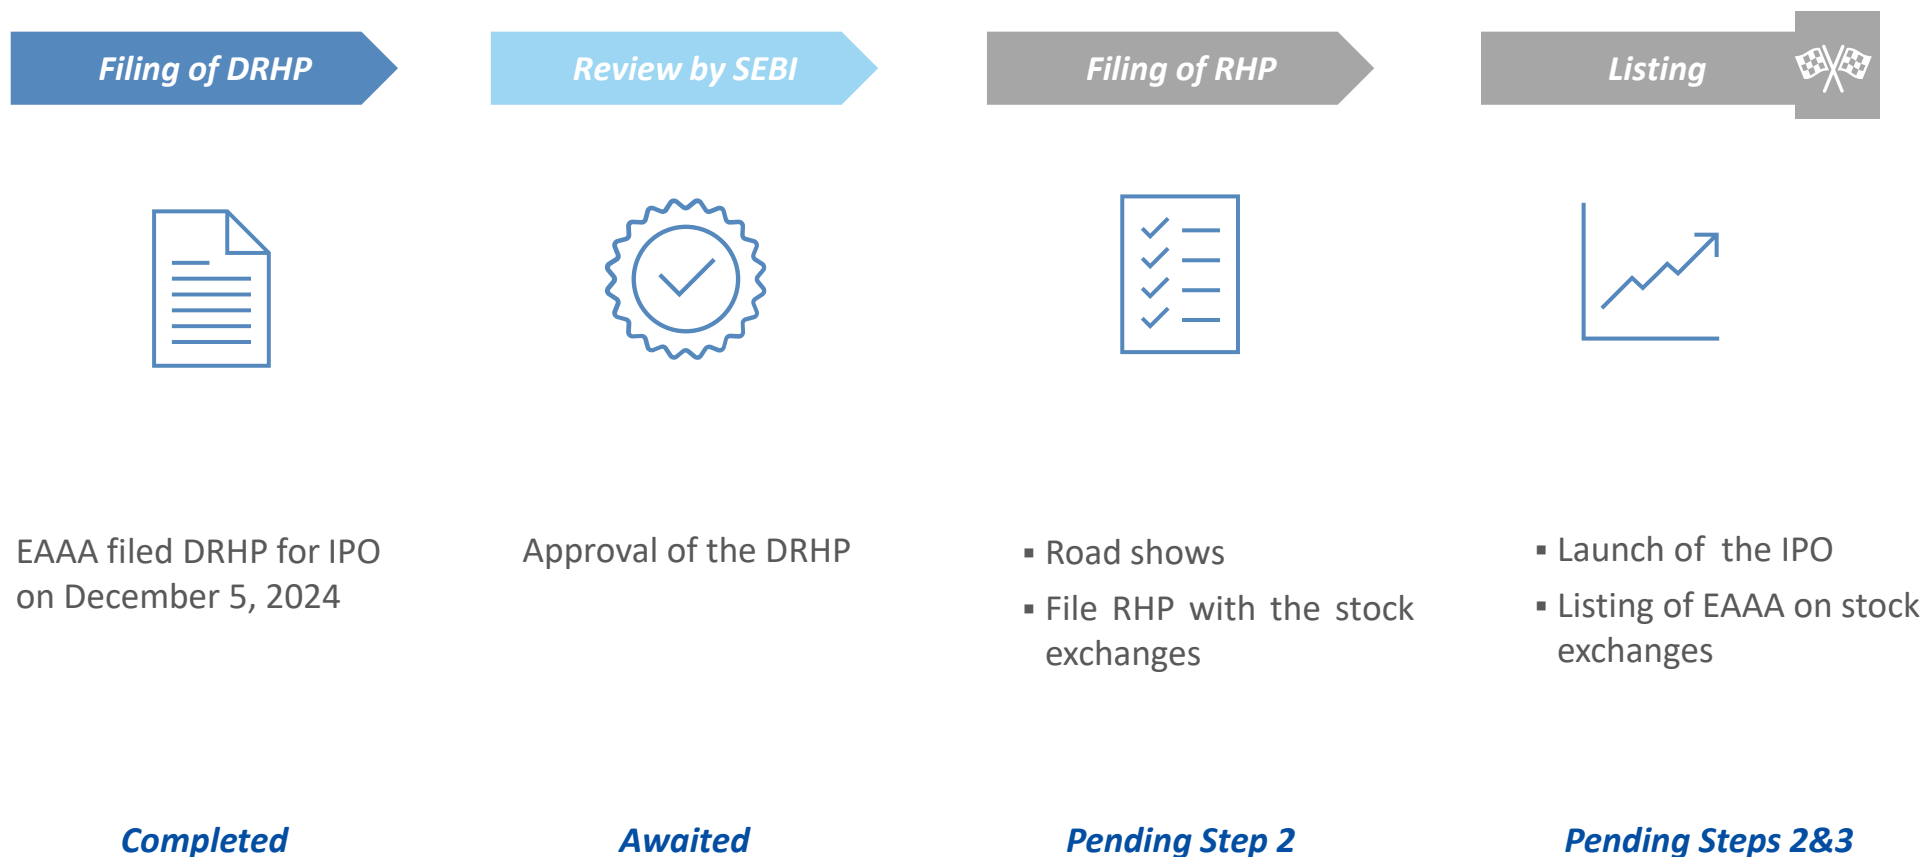 Filing of DRHP
Review by SEBI
Filing of RHP
Listing
EAAA filed DRHP for IPO
on December 5, 2024
Approval of the DRHP
▪ Road shows
▪ File RHP with the stock
exchanges
▪ Launch of the IPO
▪ Listing of EAAA on stock
exchanges
Completed
Awaited
Pending Step 2
Pending Steps 2&3